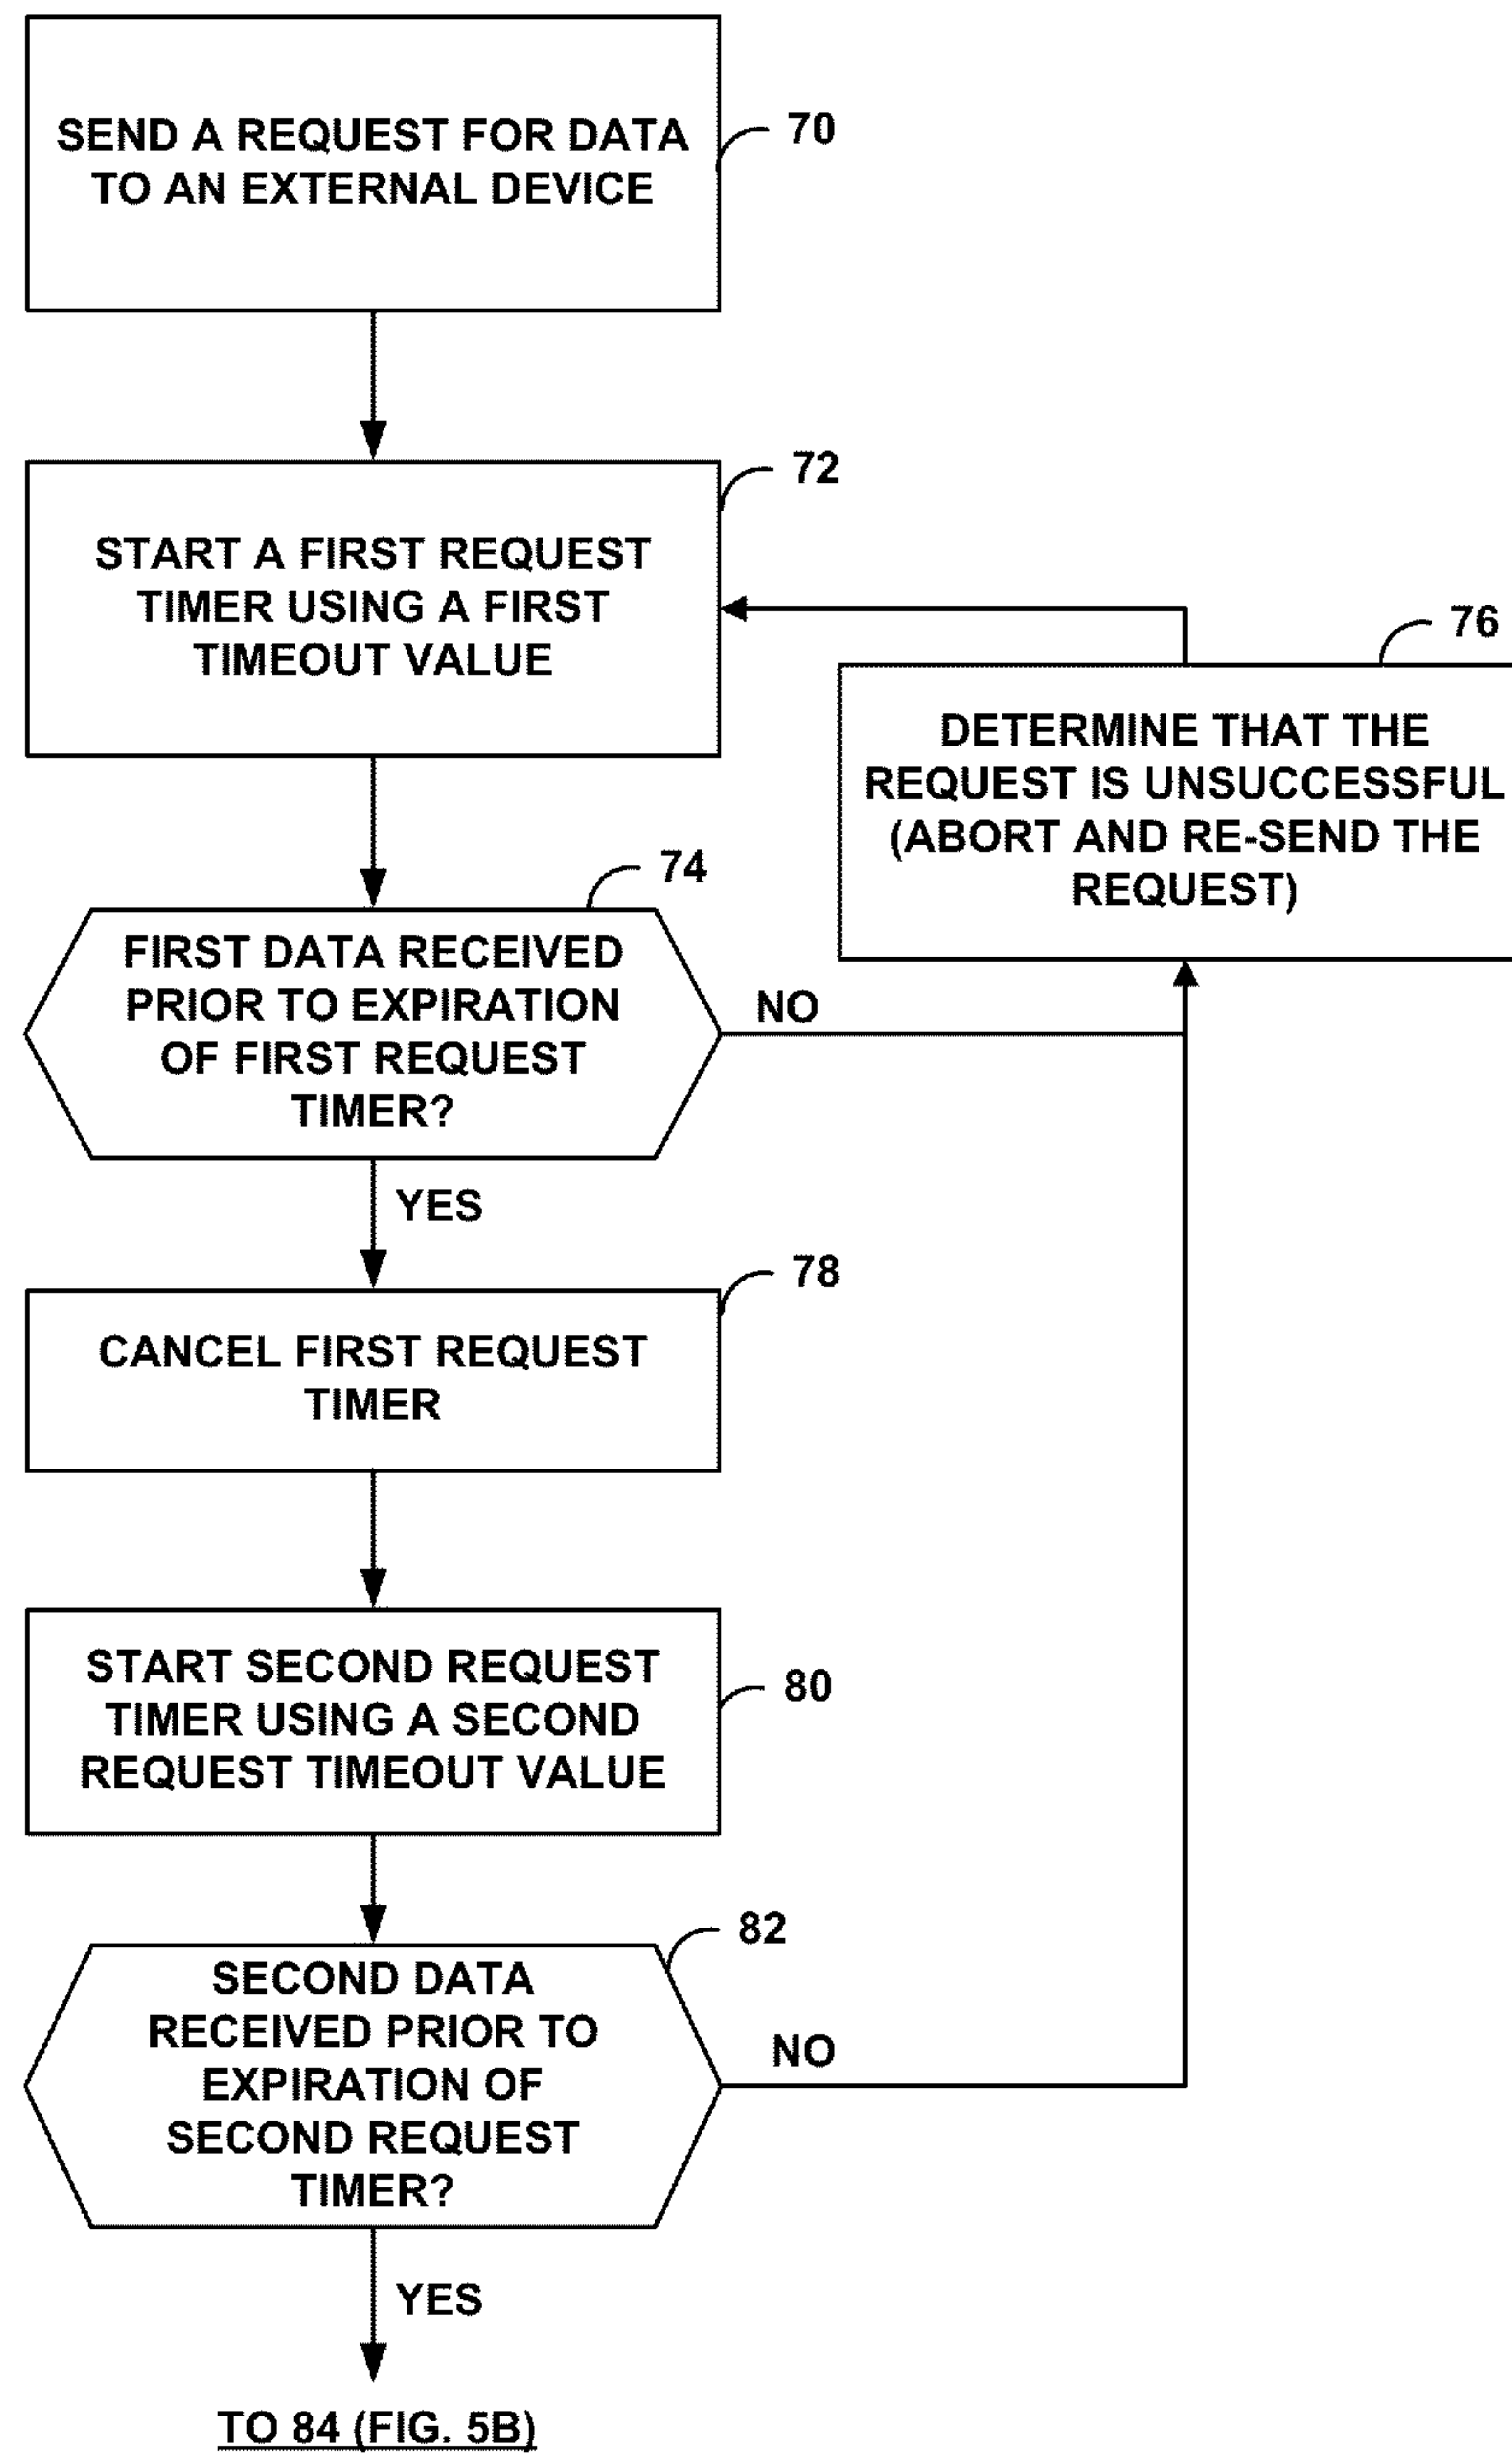 SEND A REQUEST FOR DATA
TO AN EXTERNAL DEVICE
70
72
START A FIRST REQUEST
TIMER USING A FIRST
TIMEOUT VALUE
76
DETERMINE THAT THE
REQUEST IS UNSUCCESSFUL
(ABORT AND RE-SEND THE
REQUEST)
74
FIRST DATA RECEIVED
PRIOR TO EXPIRATION
OF FIRST REQUEST
TIMER?
NO
YES
78
CANCEL FIRST REQUEST
TIMER
START SECOND REQUEST
TIMER USING A SECOND
REQUEST TIMEOUT VALUE
80
82
SECOND DATA
RECEIVED PRIOR TO
EXPIRATION OF
SECOND REQUEST
TIMER?
NO
YES
TO 84 (FIG. 5B)